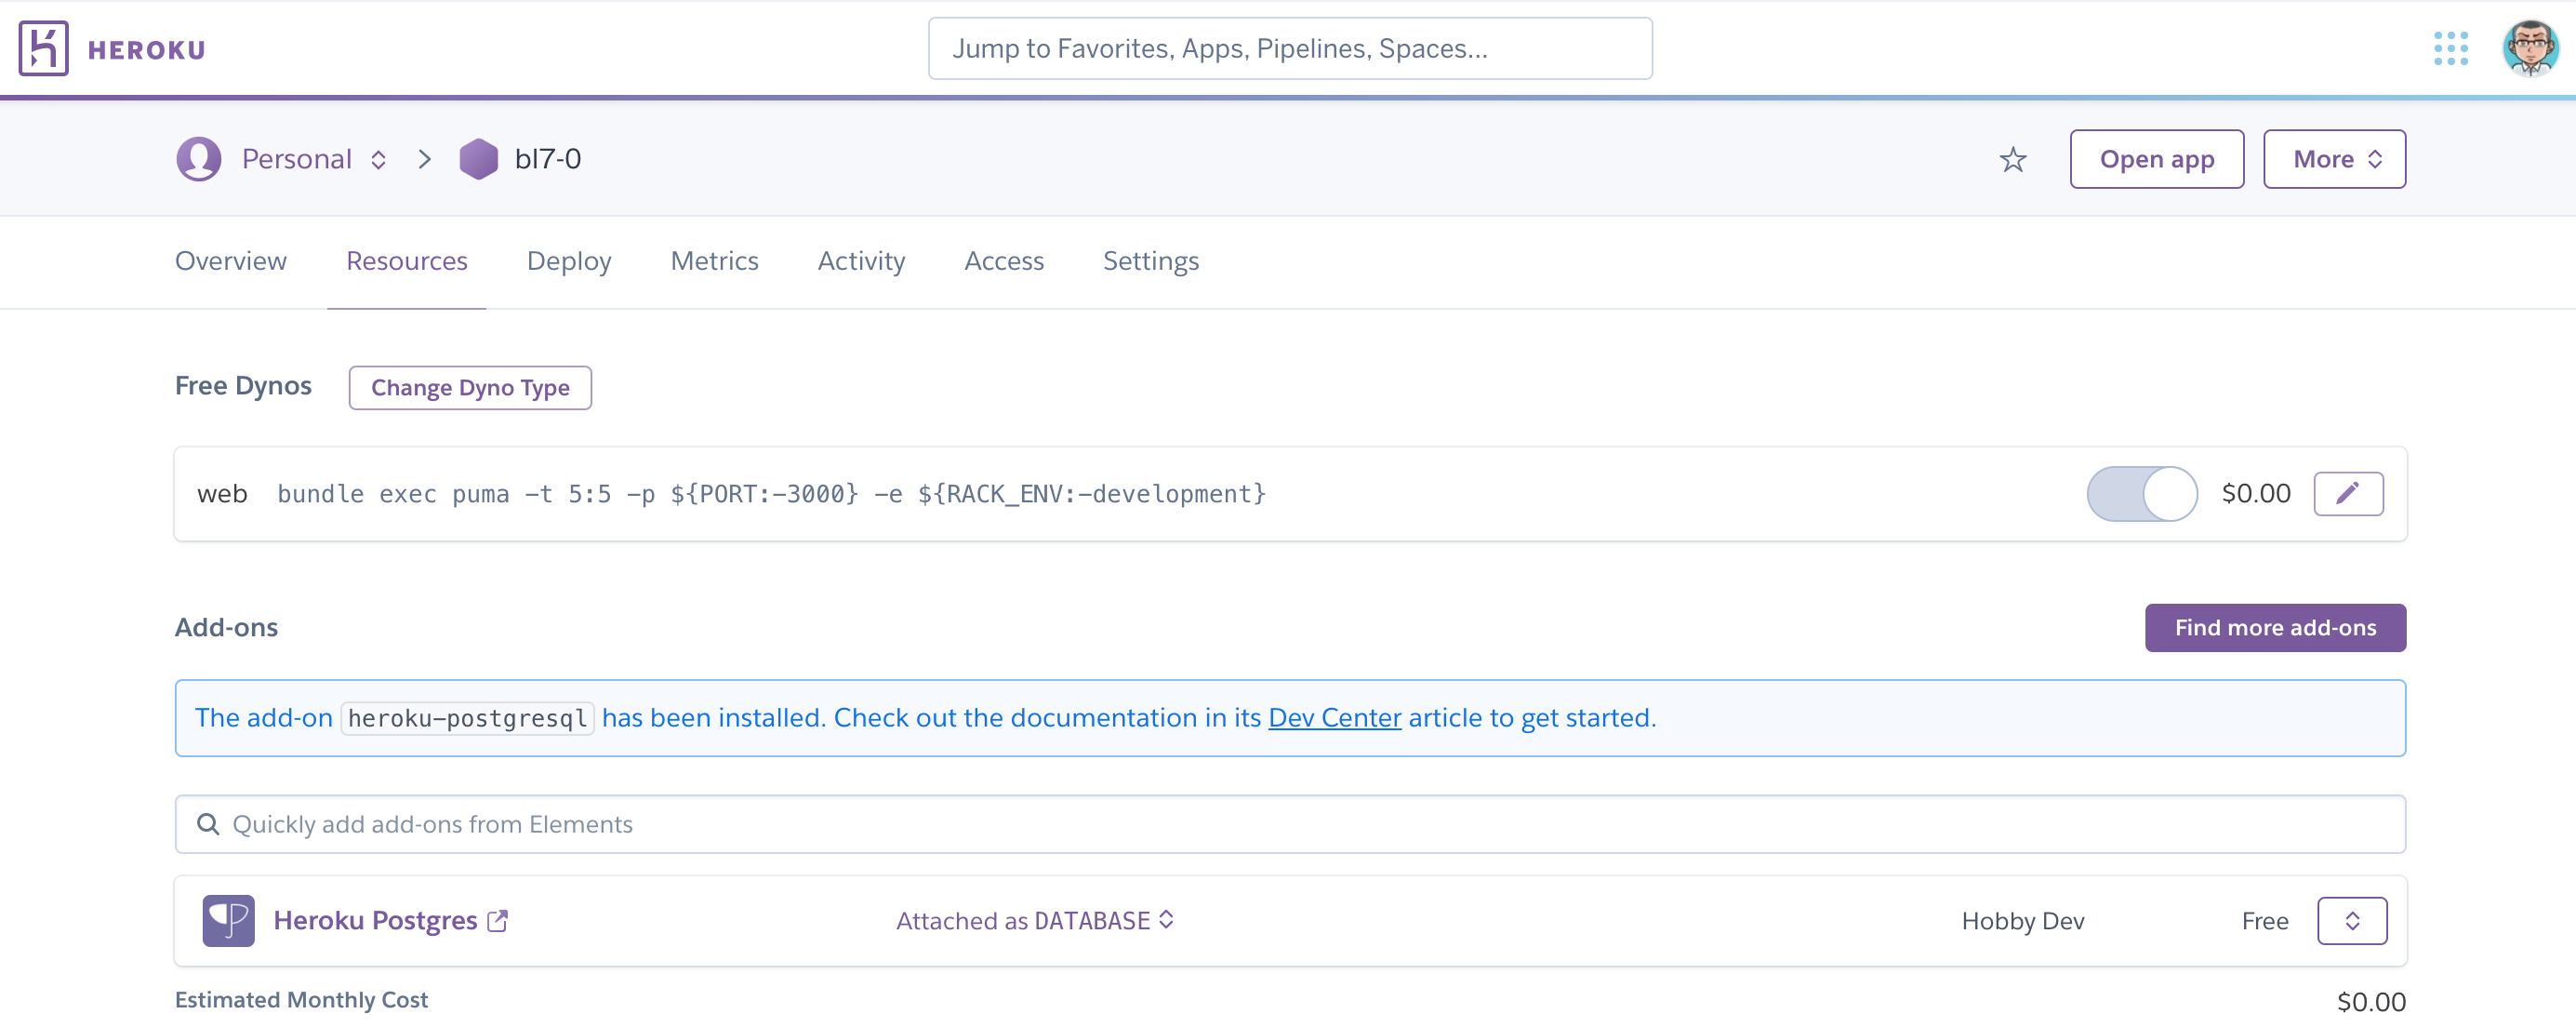 HEROKU
Jump to Favorites, Apps, Pipelines, Spaces...
Personal bl7-0
Open app
More
Overview Resources Deploy Metrics Activity Access Settings
Free Dynos
Change Dyno Type
web bundle exec puma -t 5:5 -p ${PORT:-3000} -e ${RACK_ENV:-development}
$0.00
Add-ons
Find more add-ons
The add-on heroku-postgresql has been installed. Check out the documentation in its Dev Center article to get started.
Quickly add add-ons from Elements
Heroku Postgres Attached as DATABASE Hobby Dev Free
Estimated Monthly Cost $0.00